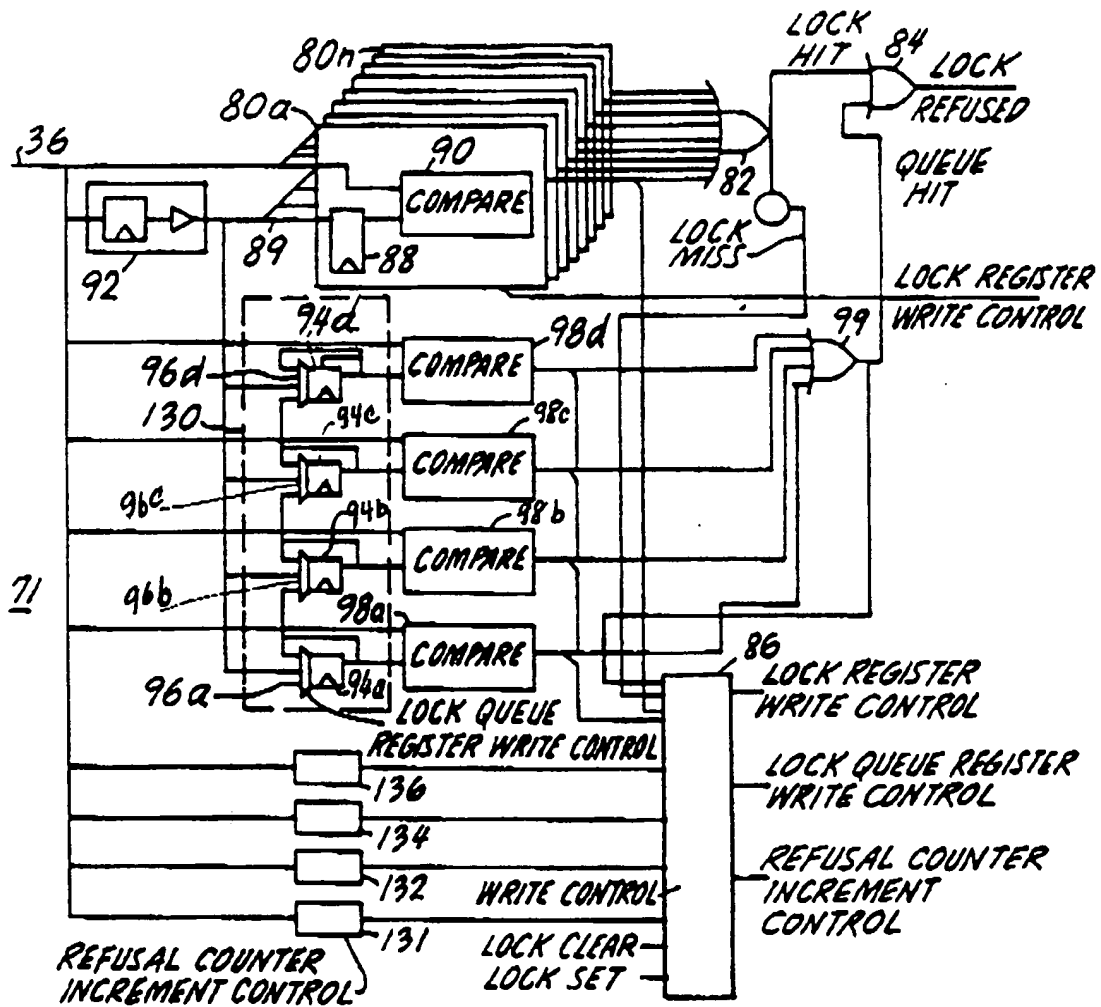 80n
LOCK
HIT
84
LOCK
REFUSED
80a
36
90
COMPARE
82
QUEUE
HIT
LOCK
MISS
92
89
88
LOCK REGISTER
WRITE CONTROL
94d
98d
99
96d
COMPARE
130
94c
98c
COMPARE
96c
94b
98b
COMPARE
71
96b
98a
COMPARE
86
96a
94a
LOCK QUEUE
REGISTER WRITE CONTROL
LOCK REGISTER
WRITE CONTROL
136
LOCK QUEUE REGISTER
WRITE CONTROL
134
132
WRITE CONTROL
REFUSAL COUNTER
INCREMENT
CONTROL
131
LOCK CLEAR
LOCK SET
REFUSAL COUNTER
INCREMENT CONTROL